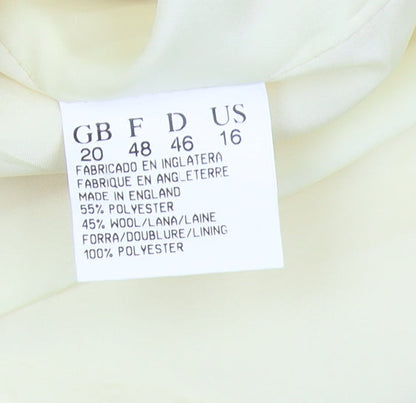 GB F D US
20 48 46 16
FABRICADO EN INGLATERA
FABRIQUE EN ANGLETERRE
MADE IN ENGLAND
55% POLYESTER
45% WOOL/LANA/LAINE
FORRA/DOUBLURE/LINING
100% POLYESTER